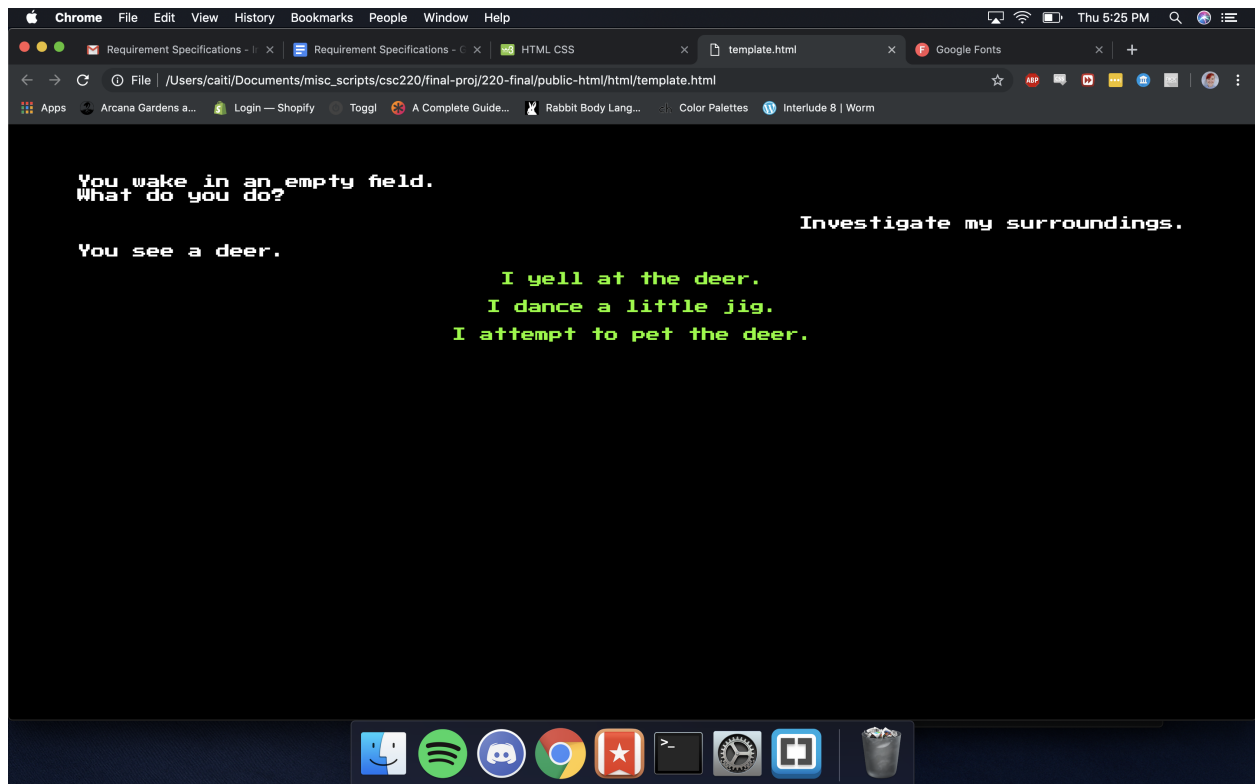 Chrome File Edit View History Bookmarks People Window Help Thu 5:25 PM
Requirement Specifications - Requirement Specifications - HTML CSS template.html Google Fonts
File /Users/caiti/Documents/misc_scripts/csc220/final-proj/220-final/public-html/html/template.html ABP
Apps Arcana Gardens a... Login — Shopify Toggl A Complete Guide... Rabbit Body Lang... Color Palettes Interlude 8 | Worm
You wake in an empty field.
What do you do?
Investigate my surroundings.
You see a deer.
I yell at the deer.
I dance a little jig.
I attempt to pet the deer.